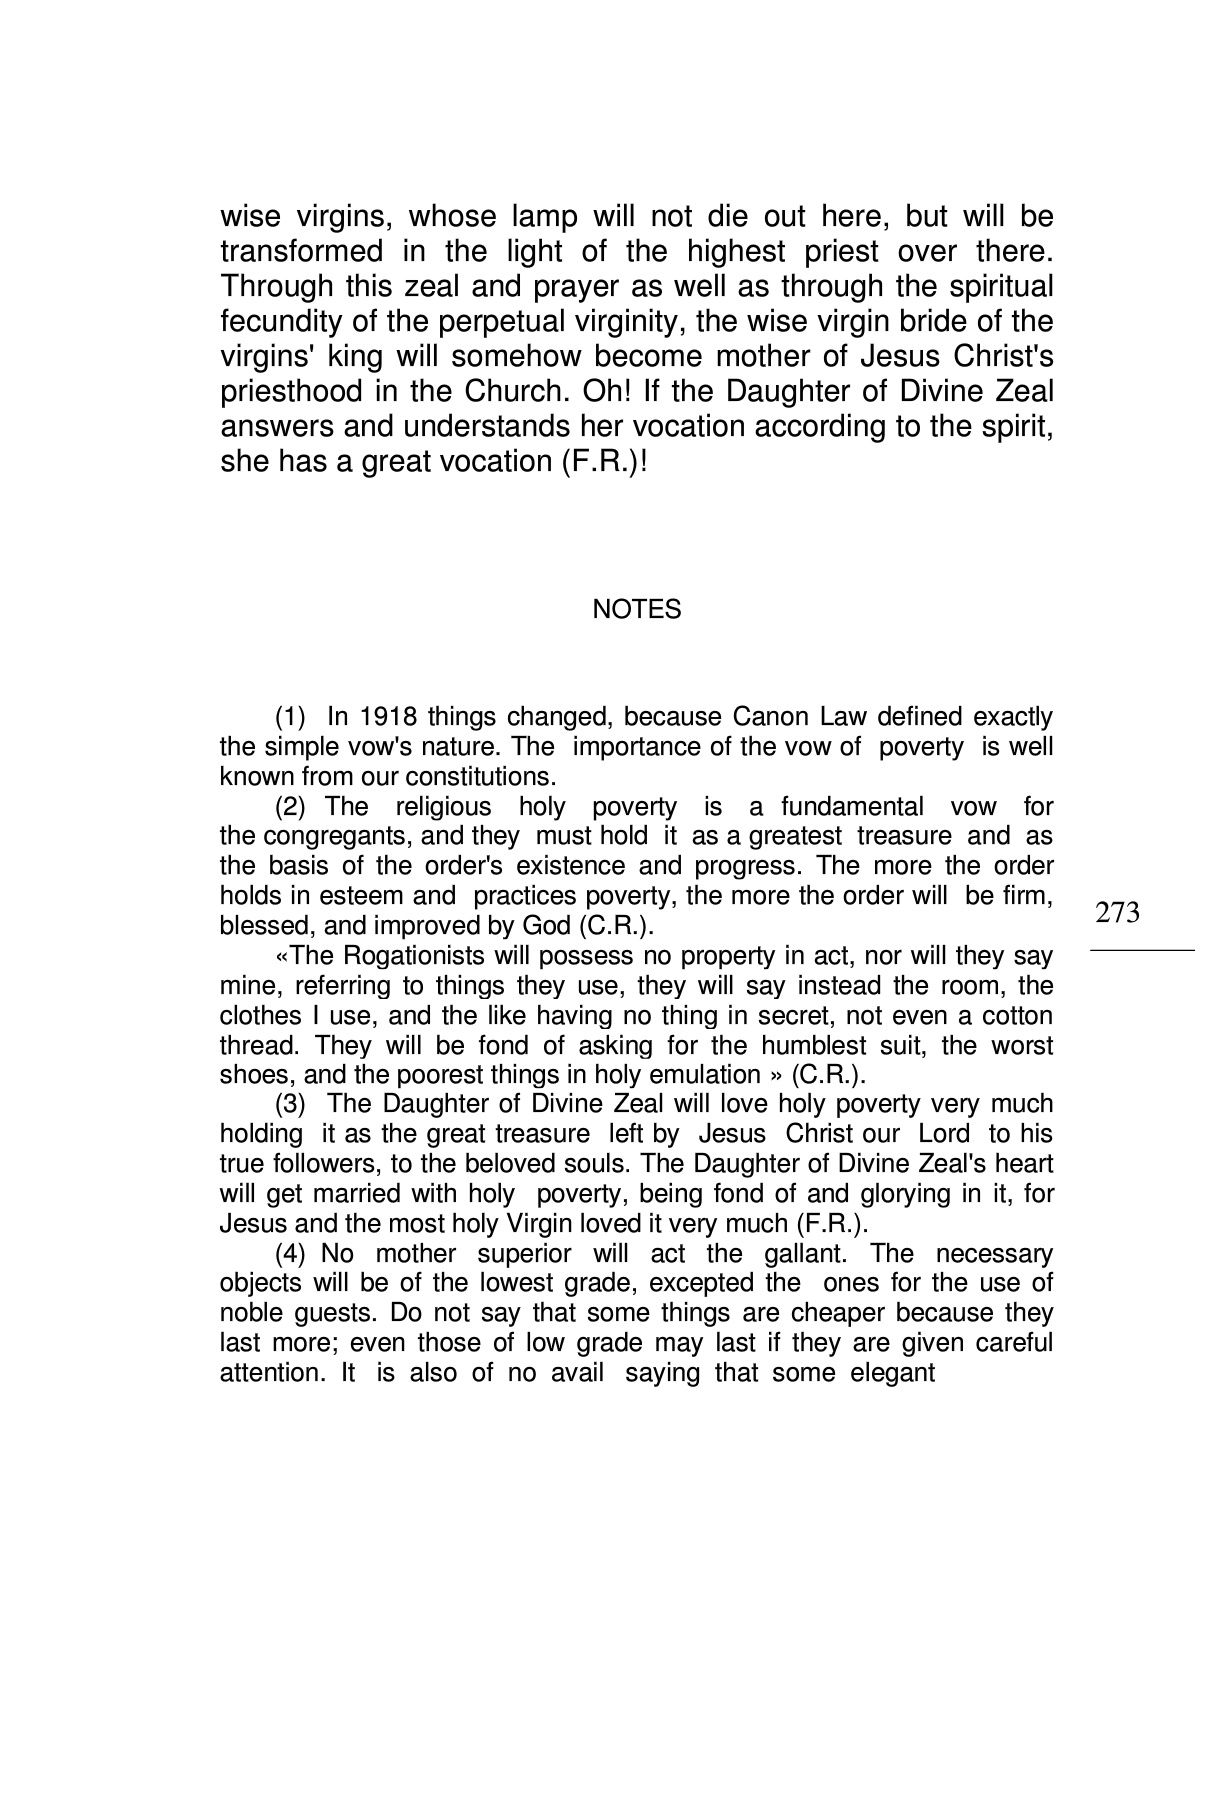 wise virgins, whose lamp will not die out here, but will be
transformed in the light of the highest priest over there.
Through this zeal and prayer as well as through the spiritual
fecundity of the perpetual virginity, the wise virgin bride of the
virgins' king will somehow become mother of Jesus Christ's
priesthood in the Church. Oh! If the Daughter of Divine Zeal
answers and understands her vocation according to the spirit,
she has a great vocation (F.R.)!
NOTES
(1) In 1918 things changed, because Canon Law defined exactly
the simple vow's nature. The importance of the vow of poverty is well
known from our constitutions.
(2) The religious holy poverty is a fundamental vow for
the congregants, and they must hold it as a greatest treasure and as
the basis of the order's existence and progress. The more the order
holds in esteem and practices poverty, the more the order will be firm,
blessed, and improved by God (C.R.).
«The Rogationists will possess no property in act, nor will they say
mine, referring to things they use, they will say instead the room, the
clothes I use, and the like having no thing in secret, not even a cotton
thread. They will be fond of asking for the humblest suit, the worst
shoes, and the poorest things in holy emulation » (C.R.).
(3) The Daughter of Divine Zeal will love holy poverty very much
holding it as the great treasure left by Jesus Christ our Lord to his
true followers, to the beloved souls. The Daughter of Divine Zeal's heart
will get married with holy poverty, being fond of and glorying in it, for
Jesus and the most holy Virgin loved it very much (F.R.).
(4) No mother superior will act the gallant. The necessary
objects will be of the lowest grade, excepted the ones for the use of
noble guests. Do not say that some things are cheaper because they
last more; even those of low grade may last if they are given careful
attention. It is also of no avail saying that some elegant
273